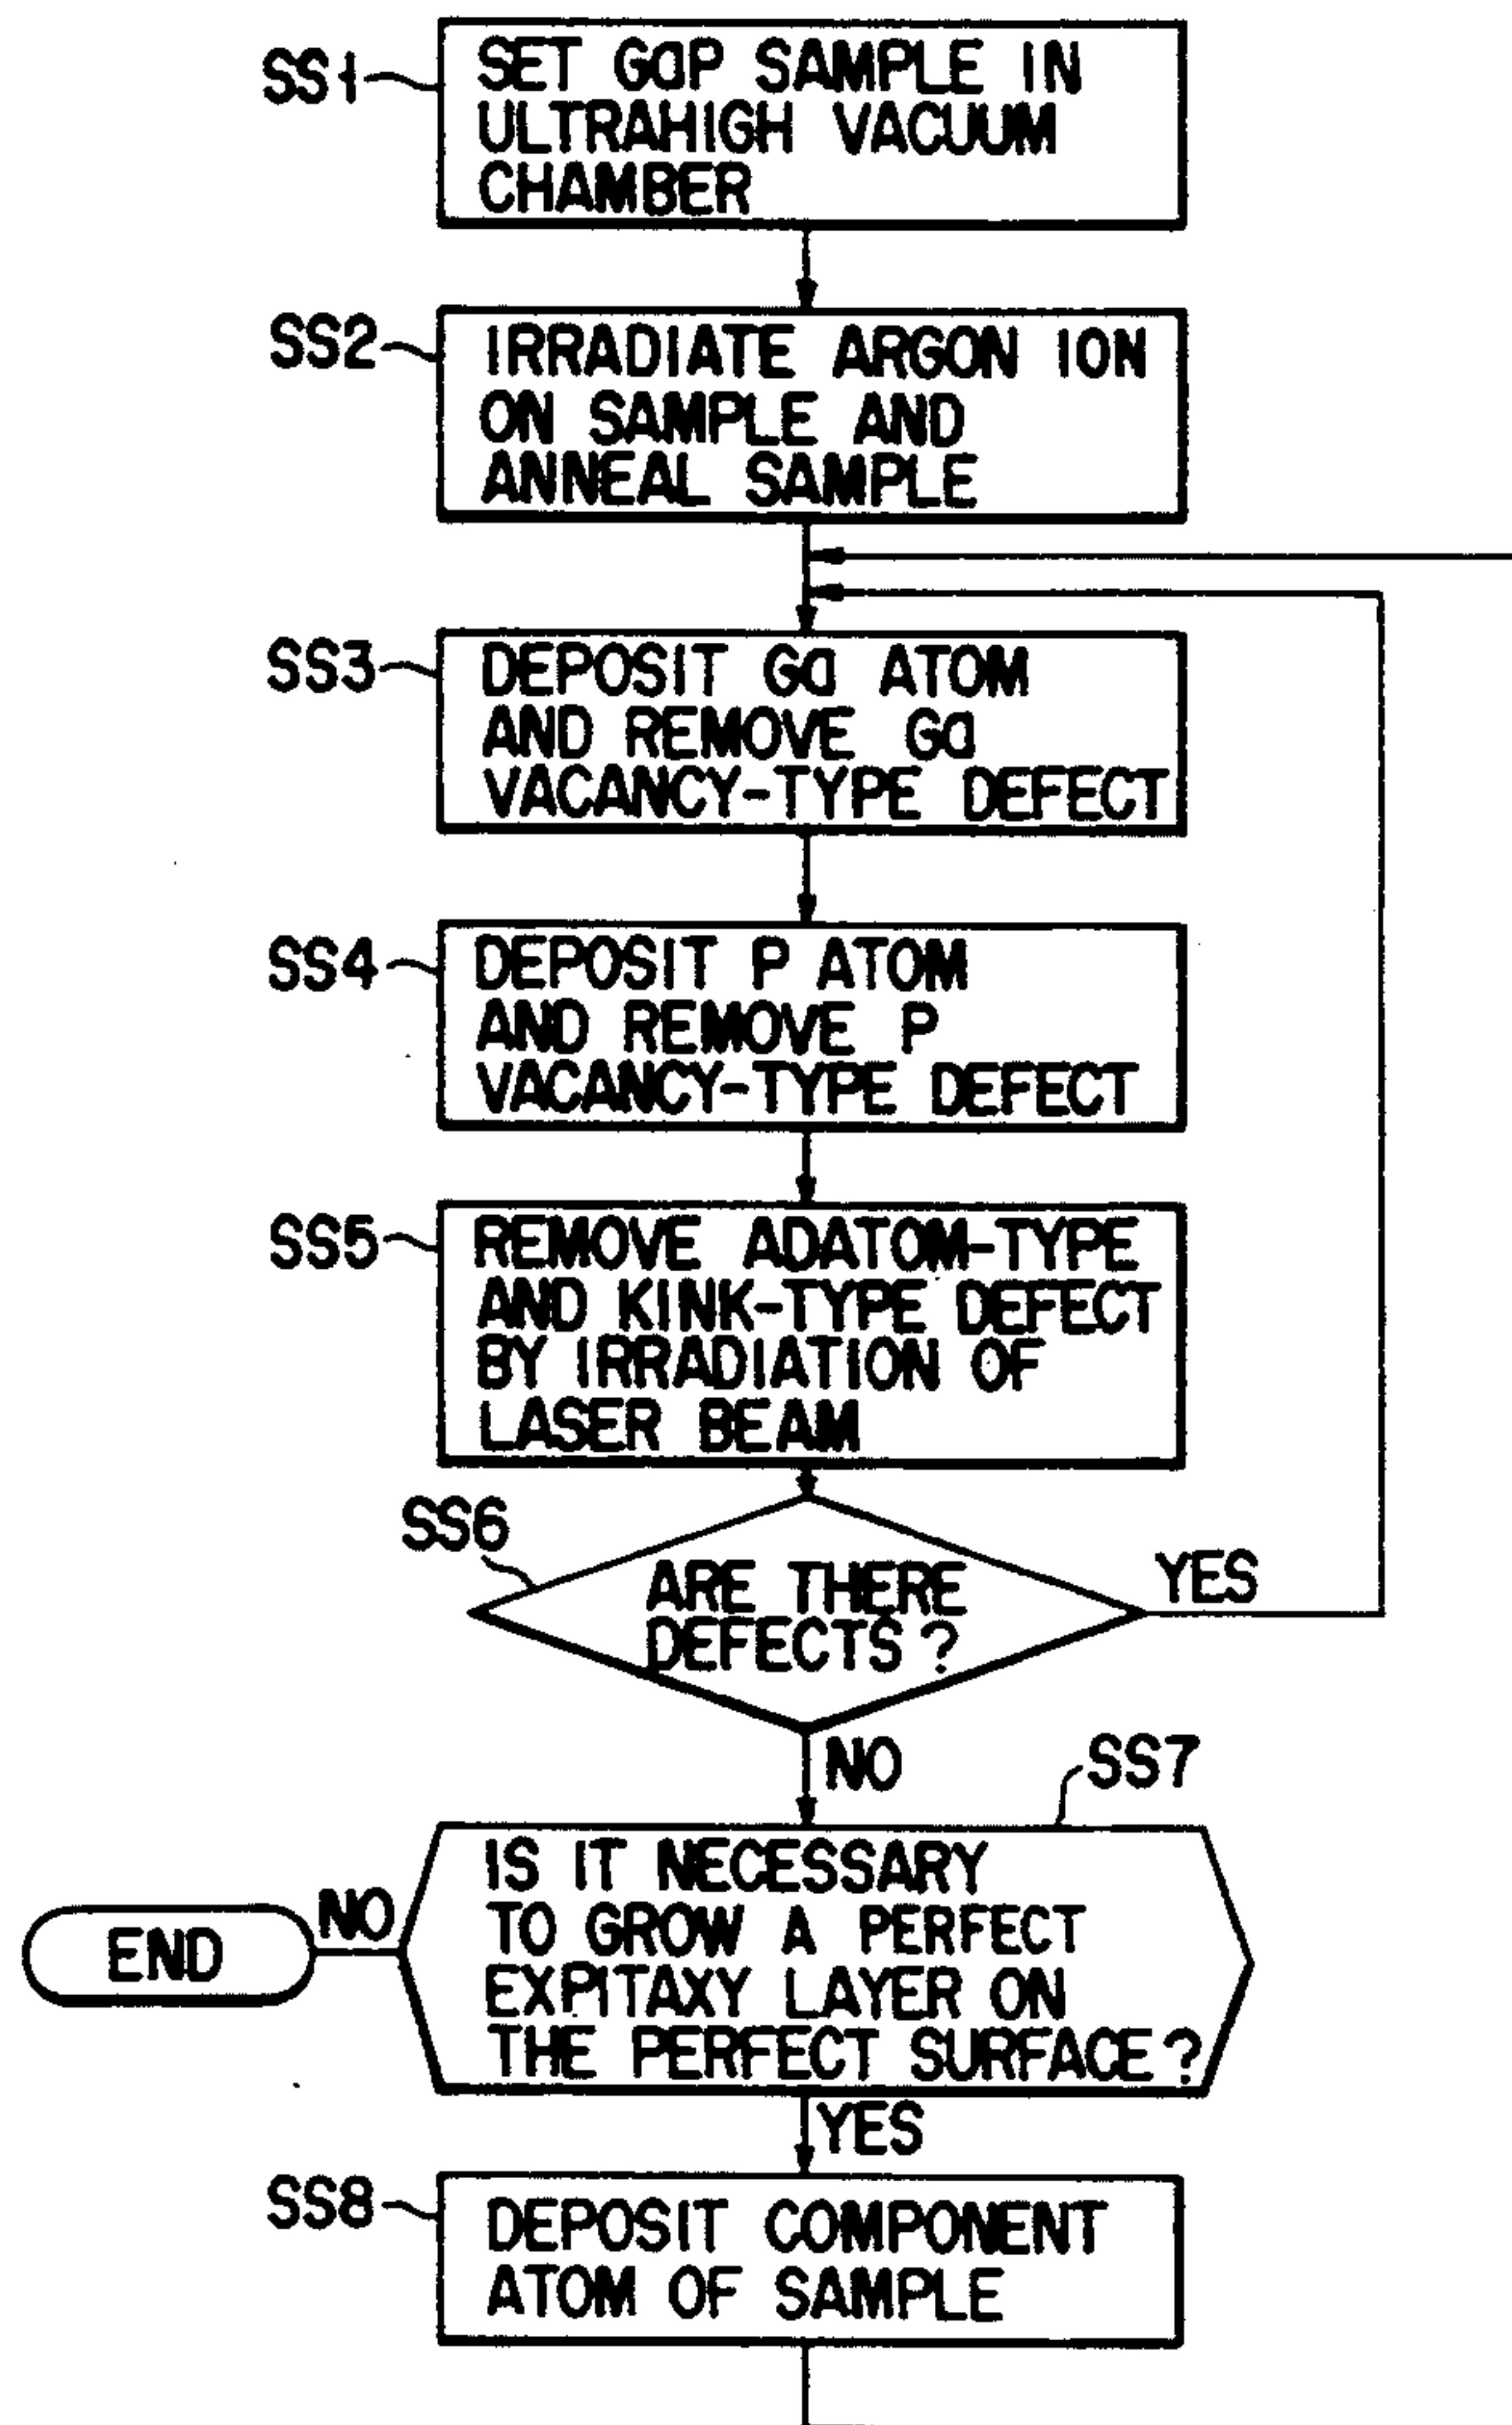 SS1
SET GaP SAMPLE IN
ULTRAHIGH VACUUM
CHAMBER
SS2
IRRADIATE ARGON ION
ON SAMPLE AND
ANNEAL SAMPLE
SS3
DEPOSIT Ga ATOM
AND REMOVE Ga
VACANCY-TYPE DEFECT
SS4
DEPOSIT P ATOM
AND REMOVE P
VACANCY-TYPE DEFECT
SS5
REMOVE ADATOM-TYPE
AND KINK-TYPE DEFECT
BY IRRADIATION OF
LASER BEAM
SS6
ARE THERE
DEFECTS?
YES
NO
SS7
IS IT NECESSARY
TO GROW A PERFECT
EXPITAXY LAYER ON
THE PERFECT SURFACE?
NO
END
YES
SS8
DEPOSIT COMPONENT
ATOM OF SAMPLE